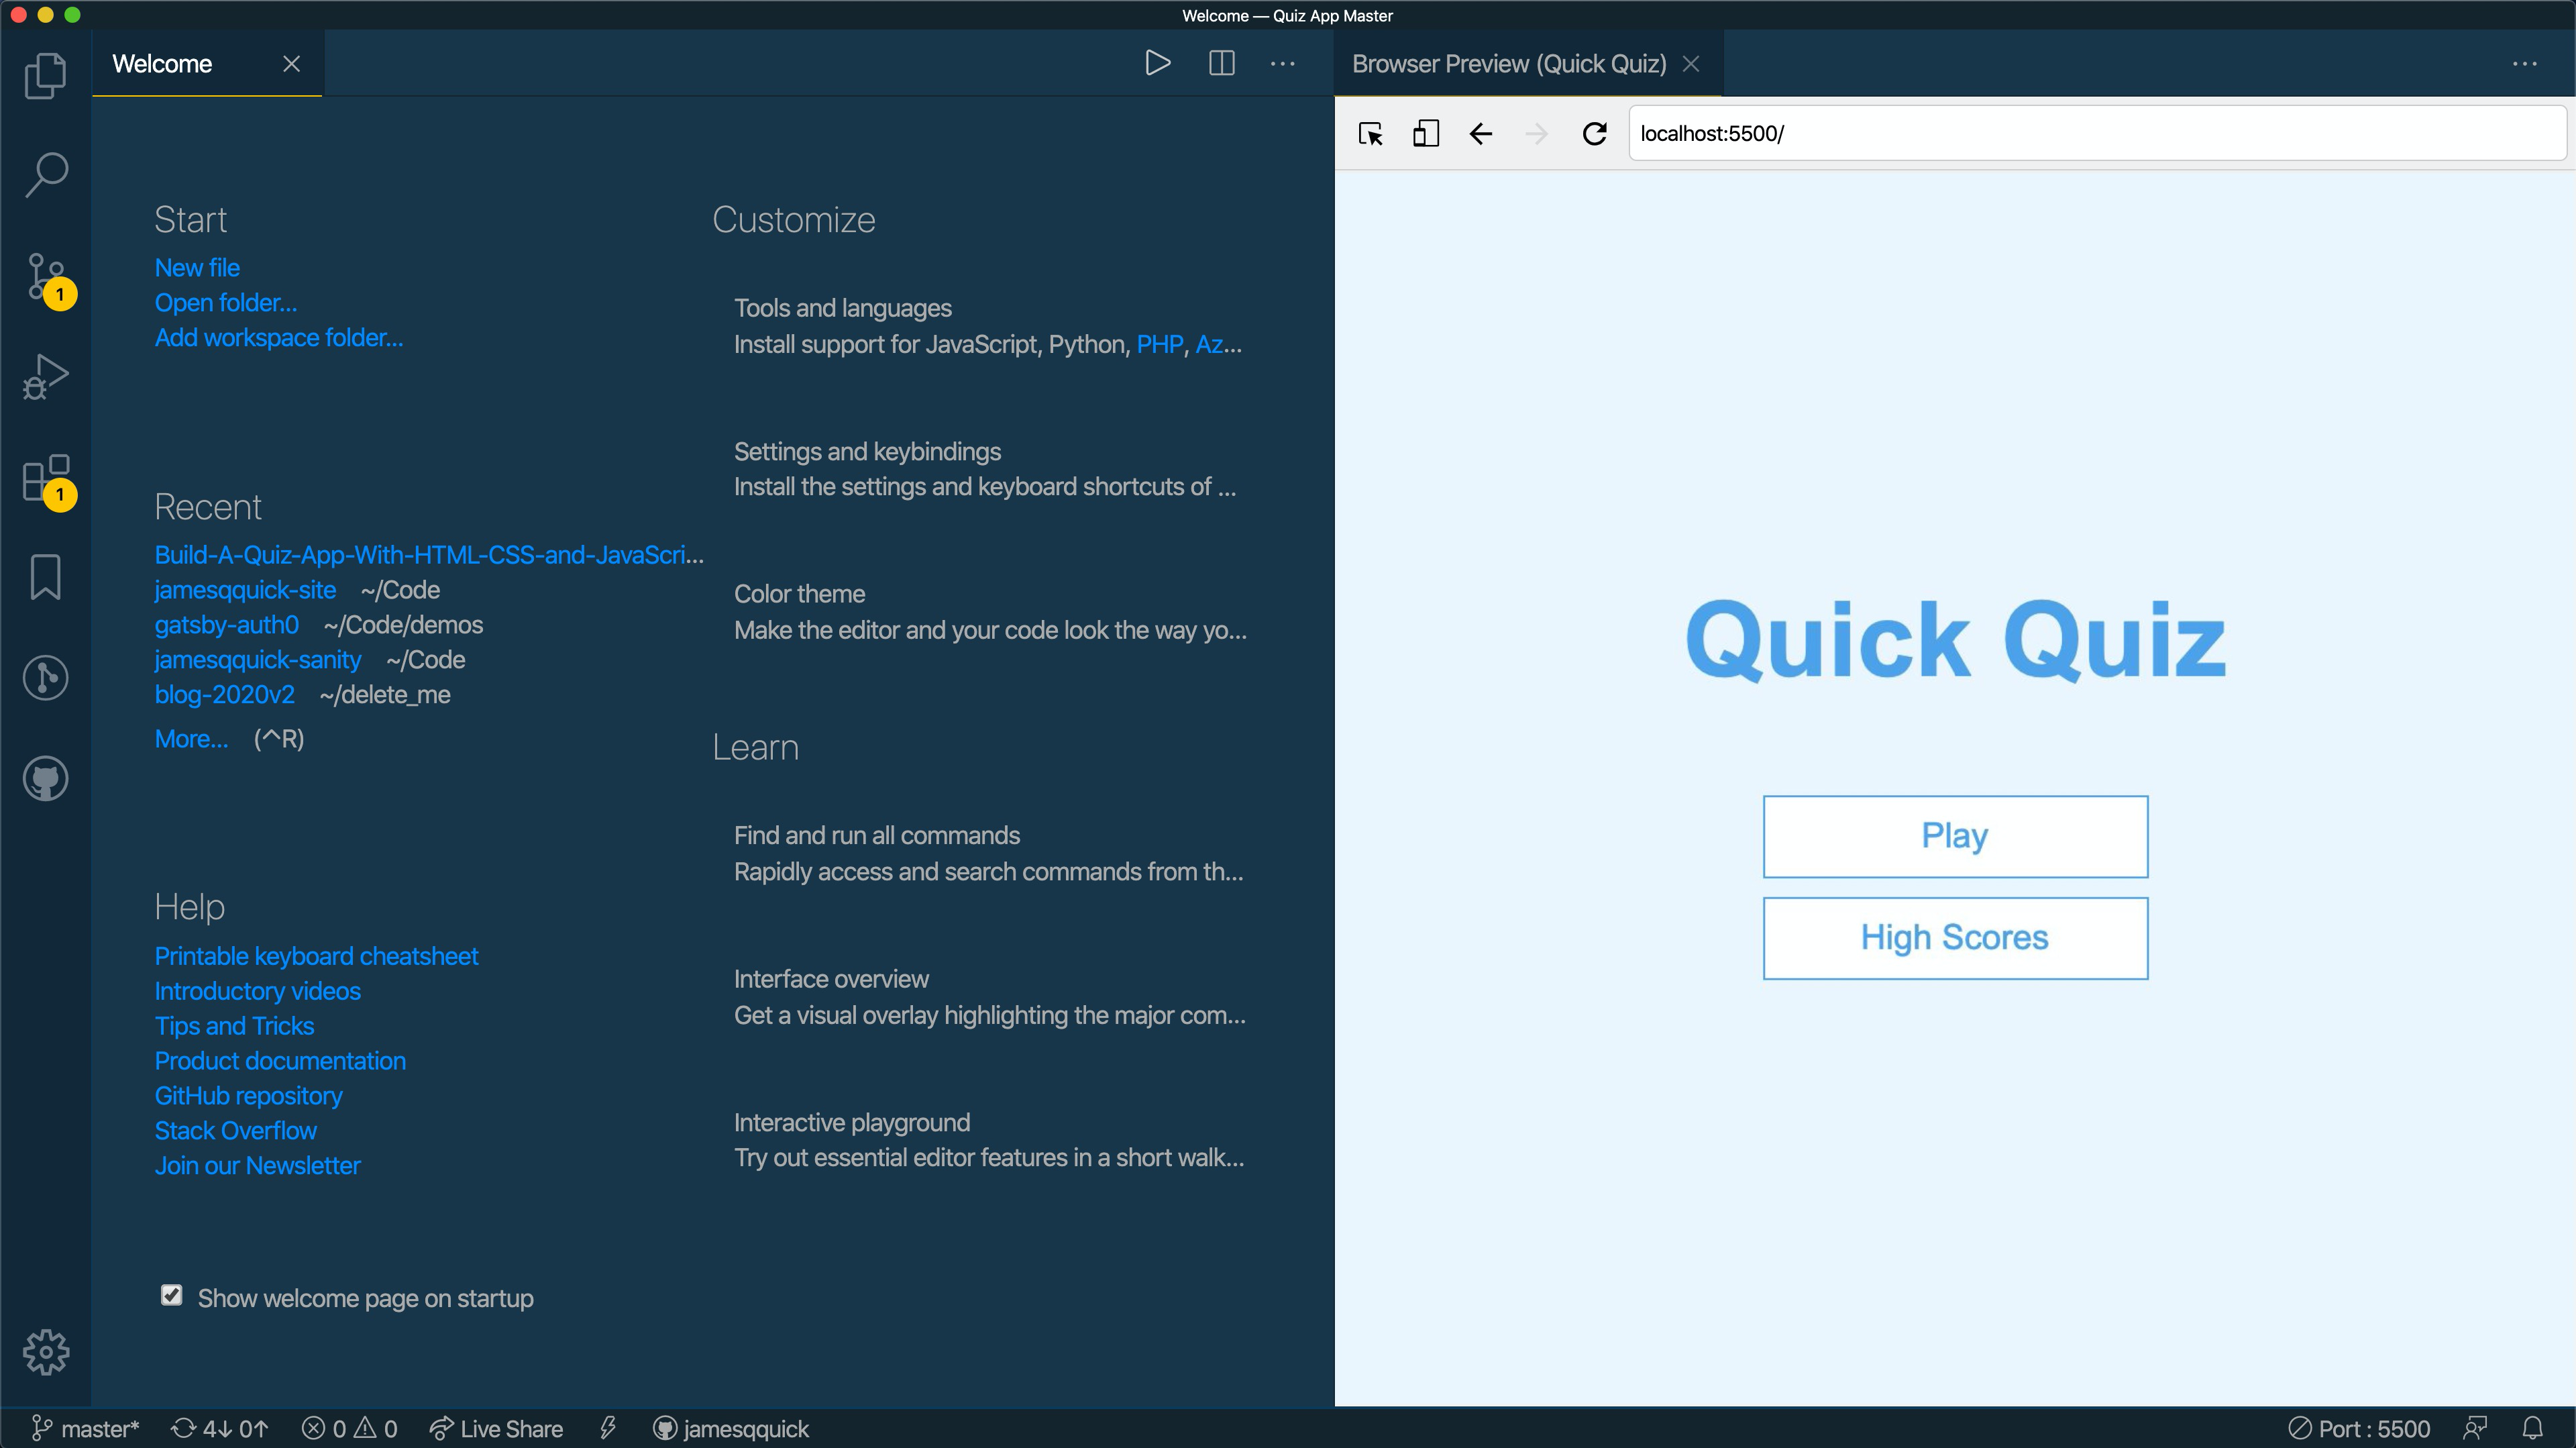 Welcome — Quiz App Master
Welcome
Browser Preview (Quick Quiz)
localhost:5500/
Start
New file
Open folder...
Add workspace folder...
Recent
Build-A-Quiz-App-With-HTML-CSS-and-JavaScri...
jamesqquick-site ~/Code
gatsby-auth0 ~/Code/demos
jamesqquick-sanity ~/Code
blog-2020v2 ~/delete_me
More... (^R)
Help
Printable keyboard cheatsheet
Introductory videos
Tips and Tricks
Product documentation
GitHub repository
Stack Overflow
Join our Newsletter
Show welcome page on startup
Customize
Tools and languages
Install support for JavaScript, Python, PHP, Az...
Settings and keybindings
Install the settings and keyboard shortcuts of ...
Color theme
Make the editor and your code look the way yo...
Learn
Find and run all commands
Rapidly access and search commands from th...
Interface overview
Get a visual overlay highlighting the major com...
Interactive playground
Try out essential editor features in a short walk...
1
1
Quick Quiz
Play
High Scores
master* 4↓ 0↑ 0 0 Live Share jamesqquick
Port : 5500